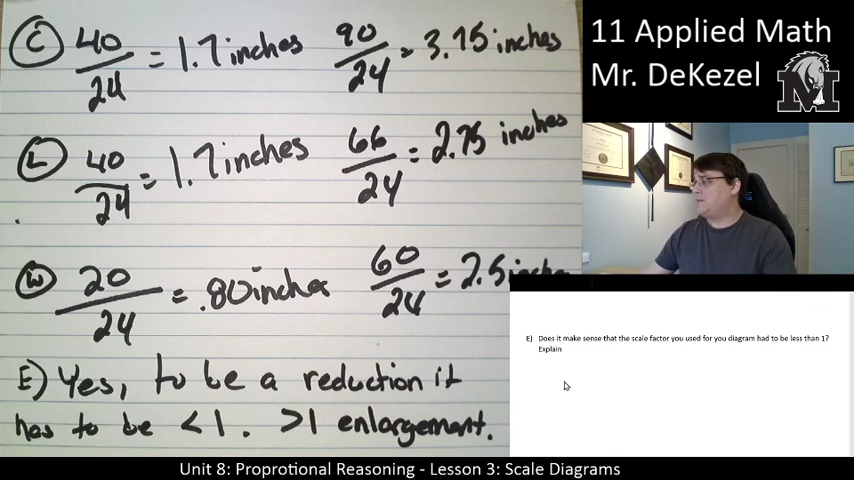 C 40/24 = 1.7 inches 90/24 = 3.75 inches
L 40/24 = 1.7 inches 66/24 = 2.75 inches
W 20/24 = .80 inches 60/24 = 2.5
E) Yes, to be a reduction it
has to be < 1. >1 enlargement.
11 Applied Math
Mr. DeKezel
M
E) Does it make sense that the scale factor you used for you diagram had to be less than 1?
Explain
Unit 8: Proprotional Reasoning - Lesson 3: Scale Diagrams